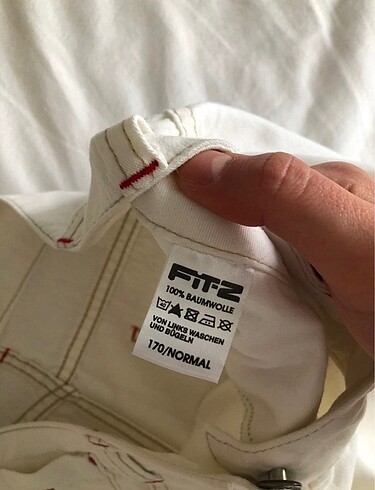 FIT-Z
100% BAUMWOLLE
VON LINKS WASCHEN
UND BÜGELN
170/NORMAL